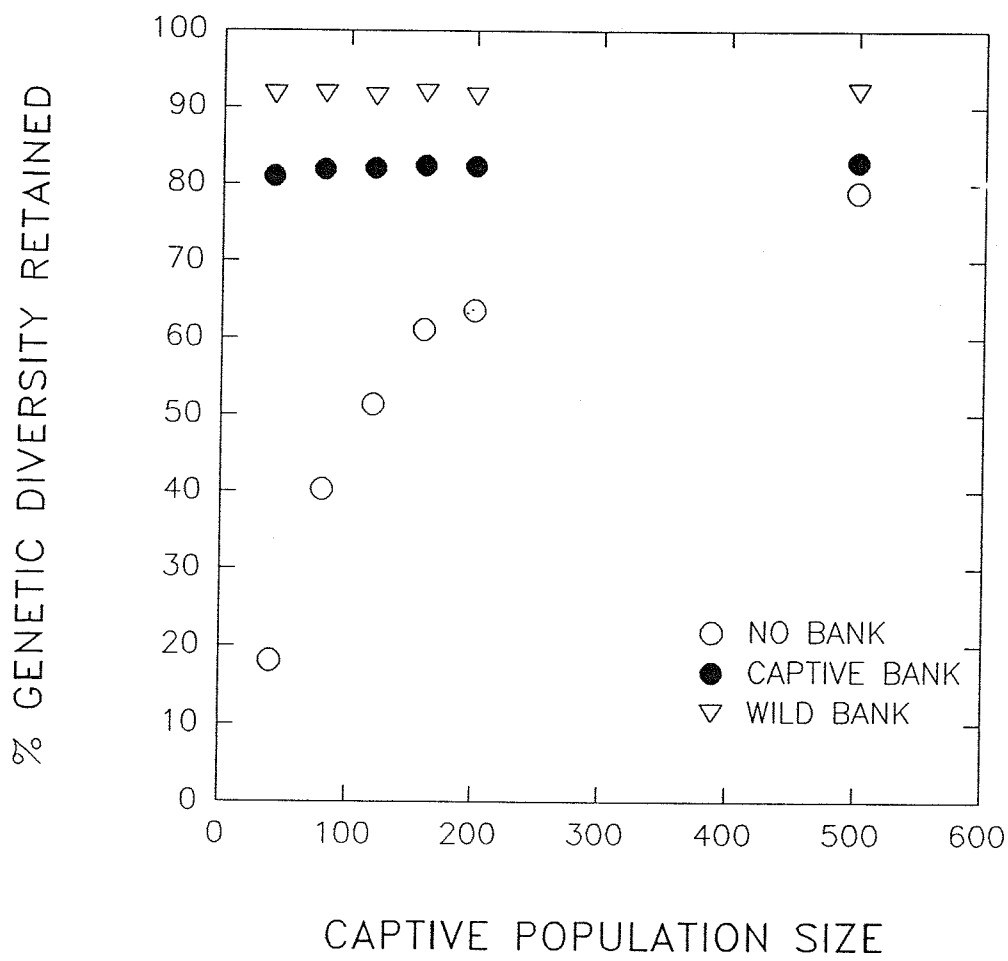 % GENETIC DIVERSITY RETAINED
100
90
80
70
60
50
40
30
20
10
0
0 100 200 300 400 500 600
NO BANK
CAPTIVE BANK
WILD BANK
CAPTIVE POPULATION SIZE